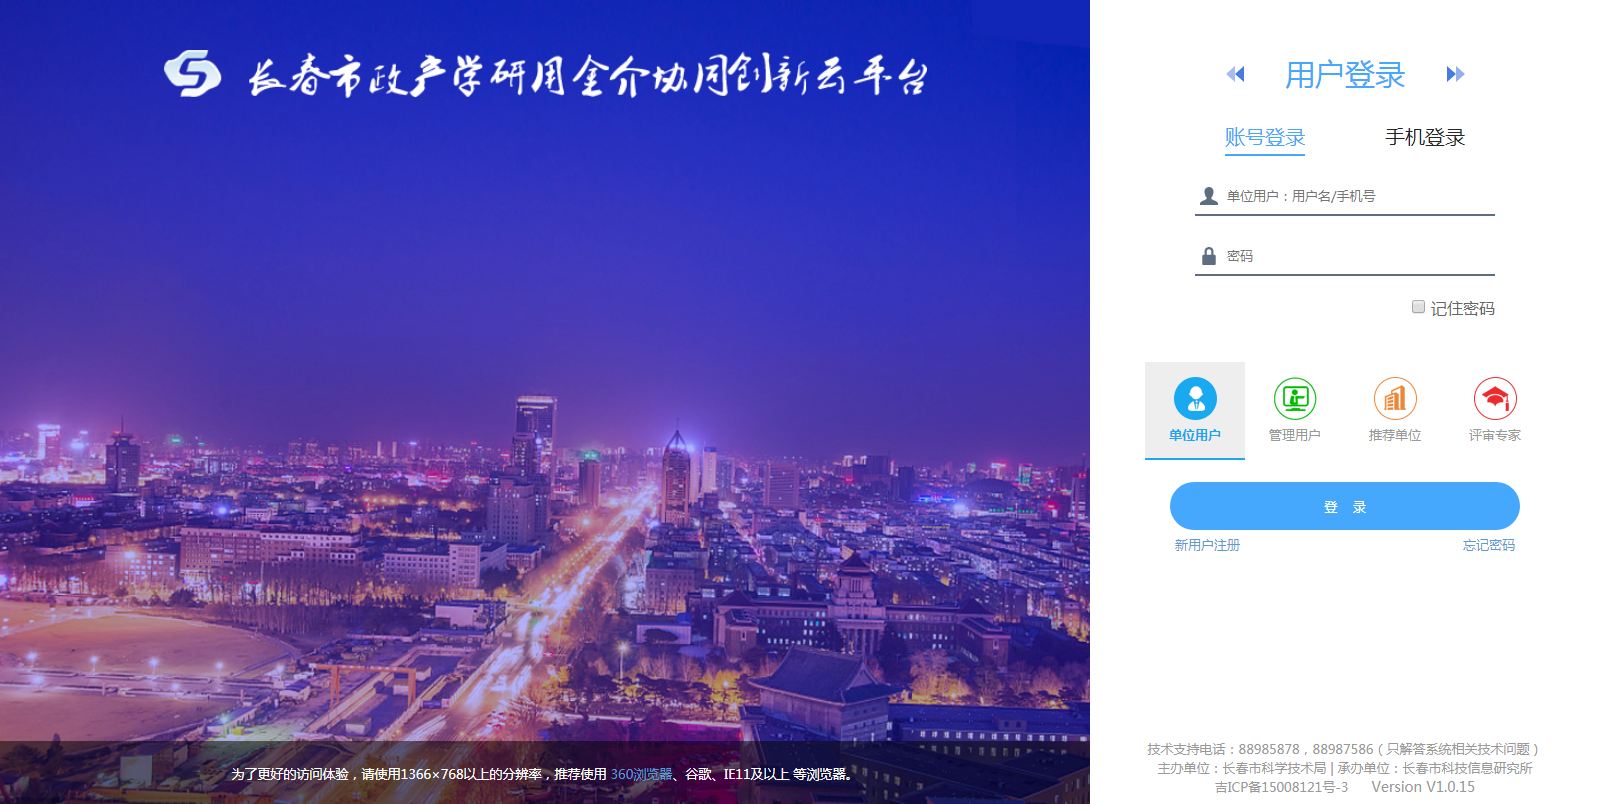 长春市政产学研用金介协同创新云平台
用户登录
账号登录 手机登录
单位用户：用户名/手机号
密码
记住密码
单位用户 管理用户 推荐单位 评审专家
登 录
新用户注册 忘记密码
为了更好的访问体验，请使用1366×768以上的分辨率，推荐使用 360浏览器、谷歌、IE11及以上 等浏览器。
技术支持电话：88985878，88987586（只解答系统相关技术问题）
主办单位：长春市科学技术局 | 承办单位：长春市科技信息研究所
吉ICP备15008121号-3 Version V1.0.15